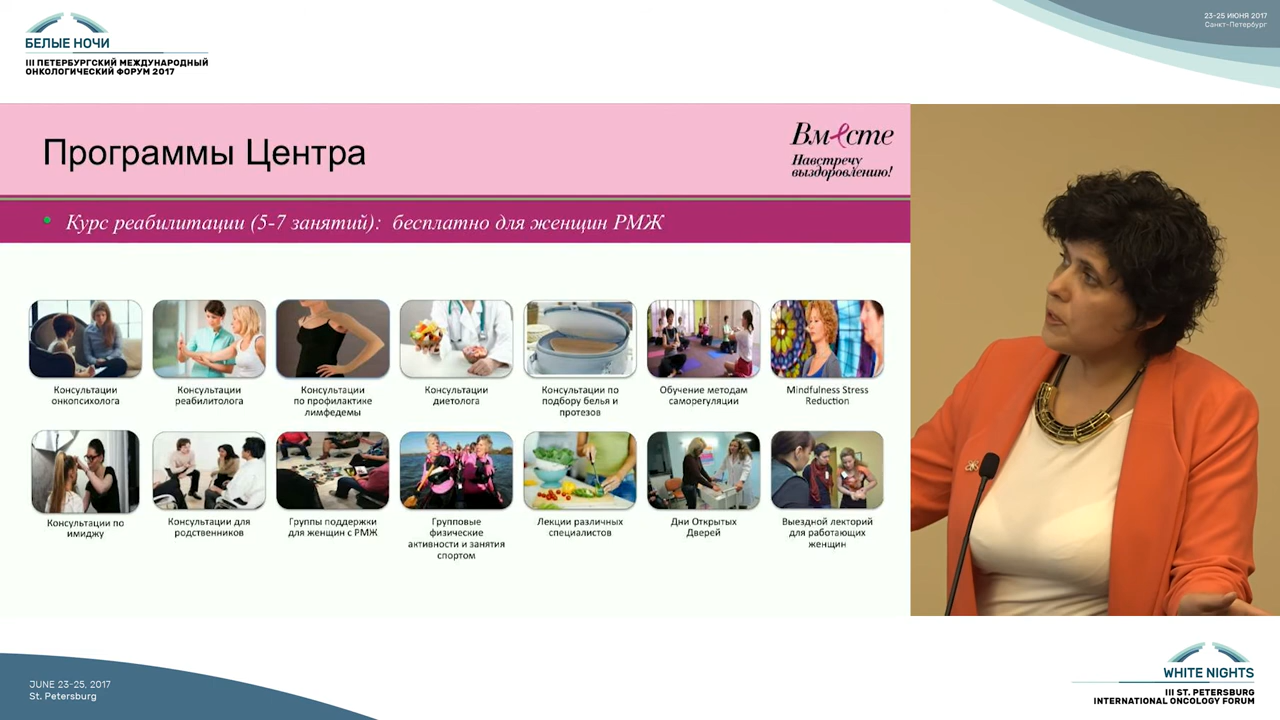 БЕЛЫЕ НОЧИ
III ПЕТЕРБУРГСКИЙ МЕЖДУНАРОДНЫЙ
ОНКОЛОГИЧЕСКИЙ ФОРУМ 2017
23-25 ИЮНЯ 2017
Санкт-Петербург
Программы Центра
Вместе
Навстречу
выздоровлению!
• Курс реабилитации (5-7 занятий): бесплатно для женщин РМЖ
Консультации
онкопсихолога
Консультации
реабилитолога
Консультации
по профилактике
лимфедемы
Консультации
диетолога
Консультации по
подбору белья и
протезов
Обучение методам
саморегуляции
Mindfulness Stress
Reduction
Консультации по
имиджу
Консультации для
родственников
Группы поддержки
для женщин с РМЖ
Групповые
физические
активности и занятия
спортом
Лекции различных
специалистов
Дни Открытых
Дверей
Выездной лекторий
для работающих
женщин
JUNE 23-25, 2017
St. Petersburg
WHITE NIGHTS
III ST. PETERSBURG
INTERNATIONAL ONCOLOGY FORUM